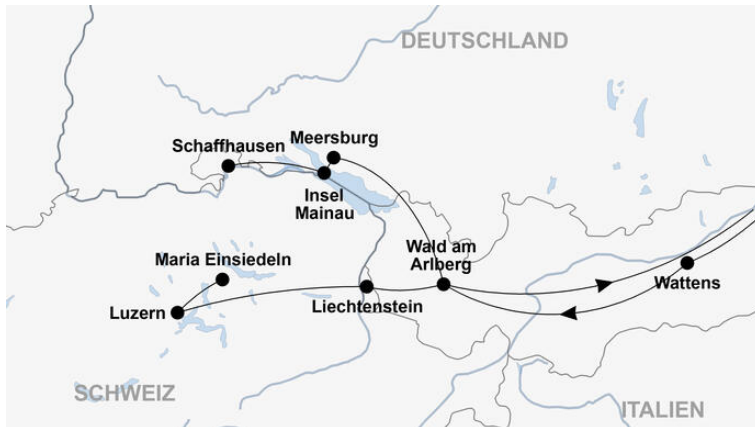 DEUTSCHLAND
Meersburg
Schaffhausen
Insel
Mainau
Maria Einsiedeln
Wald am
Arlberg
Wattens
Luzern
Liechtenstein
SCHWEIZ
ITALIEN